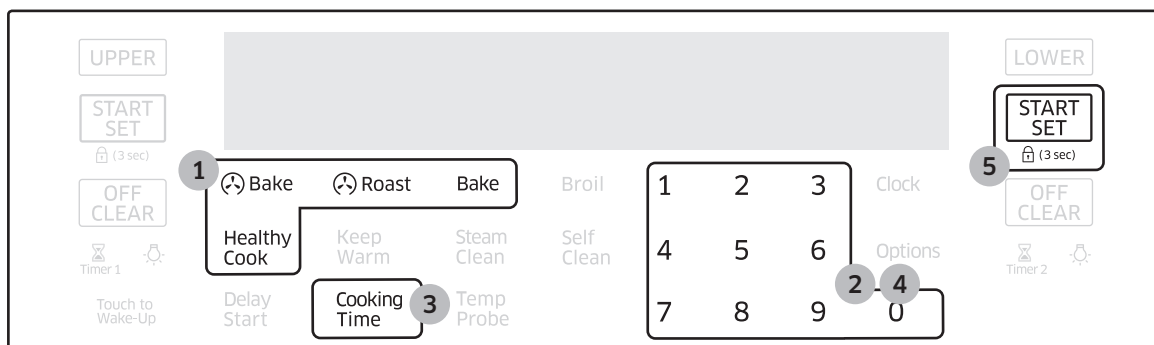 UPPER
LOWER
START
SET
(3 sec)
START
SET
(3 sec)
1
5
Bake
Roast
Bake
Broil
1
2
3
Clock
OFF
CLEAR
OFF
CLEAR
Healthy
Cook
Keep
Warm
Steam
Clean
Self
Clean
4
5
6
Options
Timer 1
Timer 2
2
4
Touch to
Wake-Up
Delay
Start
Cooking
Time
3
Temp
Probe
7
8
9
0